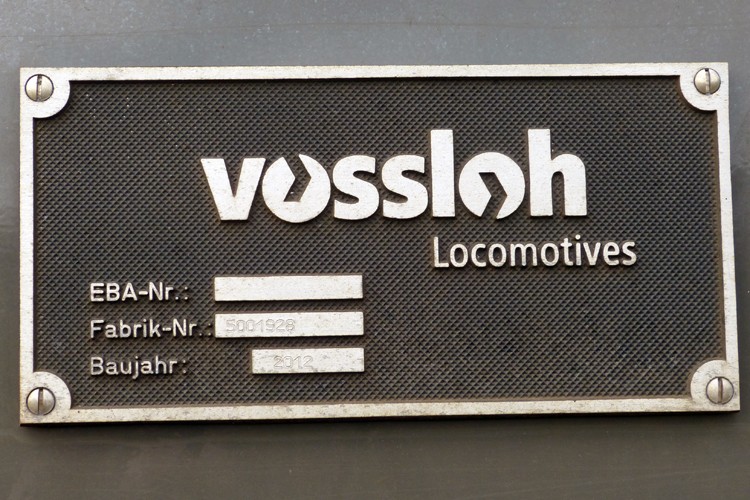 vossloh
Locomotives
EBA-Nr.:
Fabrik-Nr.: 5001928
Baujahr: 2012